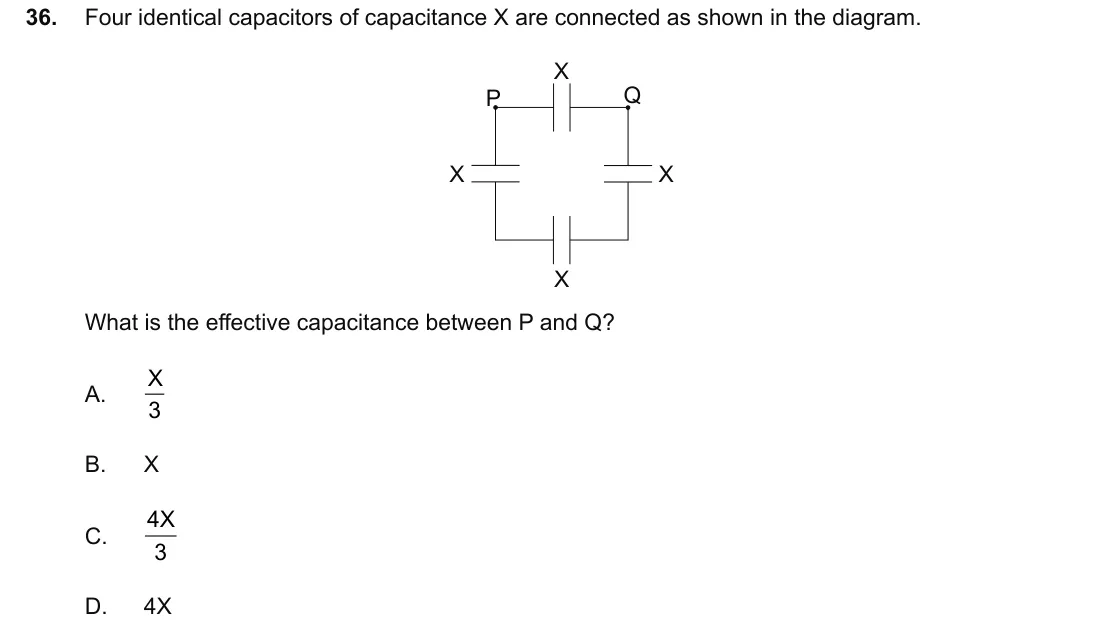 36. Four identical capacitors of capacitance X are connected as shown in the diagram.
X
P
Q
X
X
X
What is the effective capacitance between P and Q?
A. X/3
B. X
C. 4X/3
D. 4X